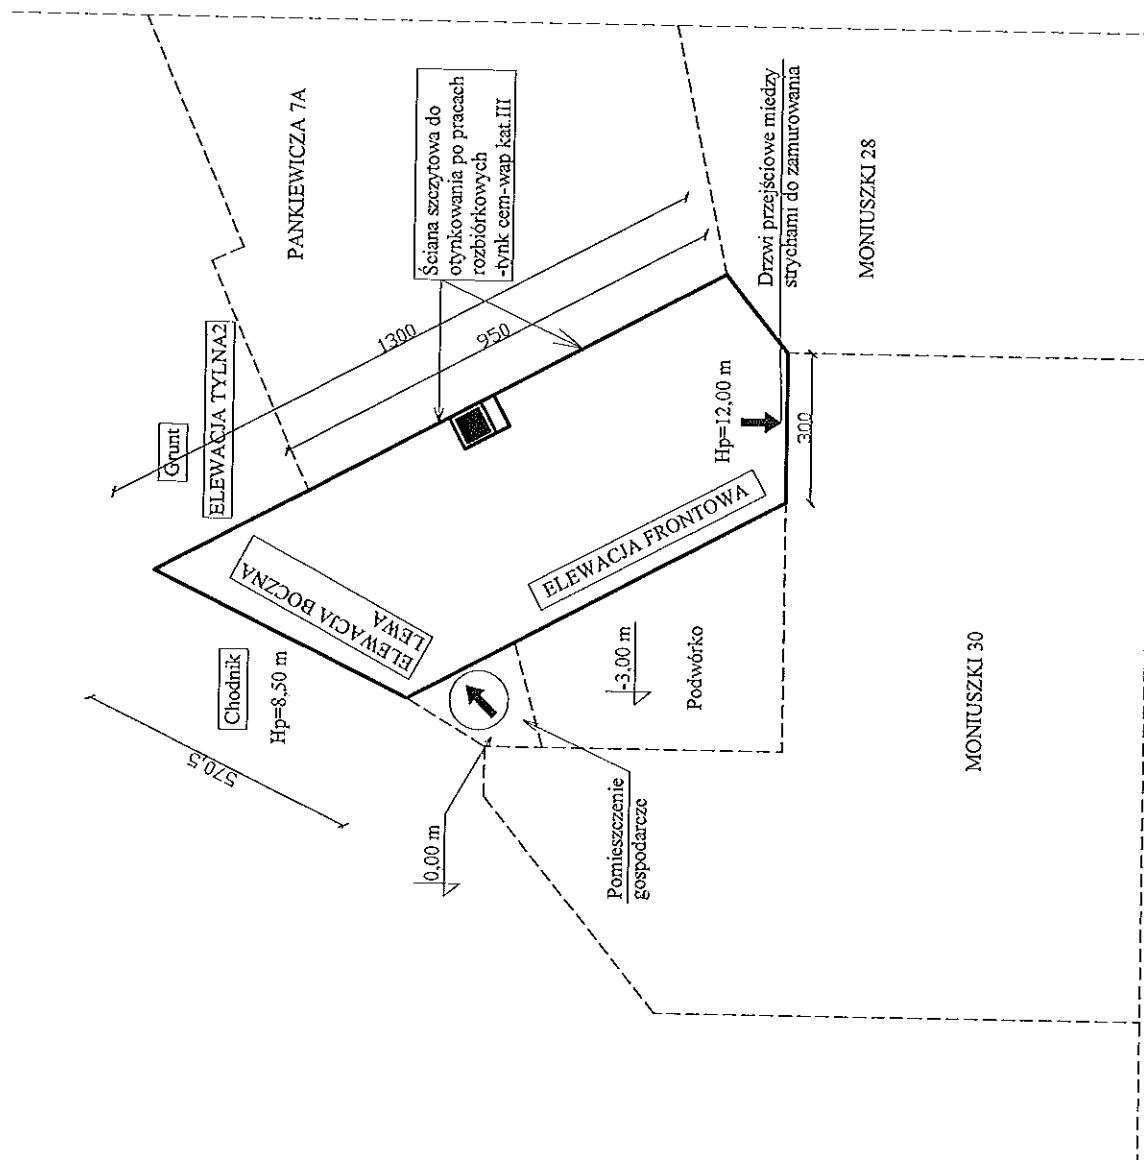 PANKIEWICZA 7A
Ściana szczytowa do
otynkowania po pracach
rozbiórkowych
-tynk cem-wap kat.III
Drzwi przejściowe miedzy
strychami do zamurowania
MONIUSZKI 28
1300
950
Grunt
ELEWACJA TYLNA2
Hp=12,00 m
300
ELEWACJA BOCZNA
LEWA
ELEWACJA FRONTOWA
Chodnik
Hp=8,50 m
570,5
-3,00 m
Podwórko
MONIUSZKI 30
0,00 m
Pomieszczenie
gospodarcze